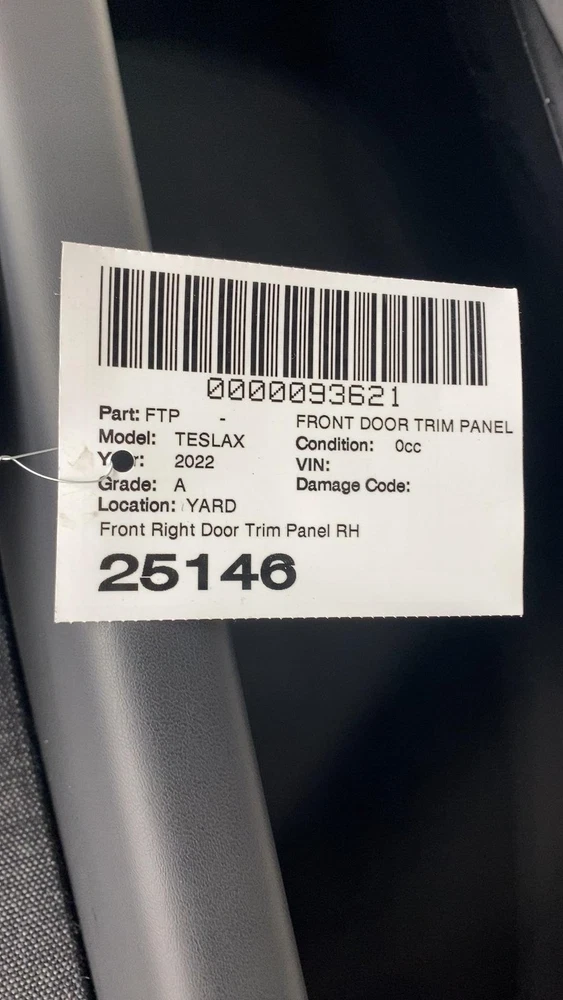 0000093621
Part: FTP - FRONT DOOR TRIM PANEL
Model: TESLAX Condition: 0cc
Year: 2022 VIN:
Grade: A Damage Code:
Location: YARD
Front Right Door Trim Panel RH
25146